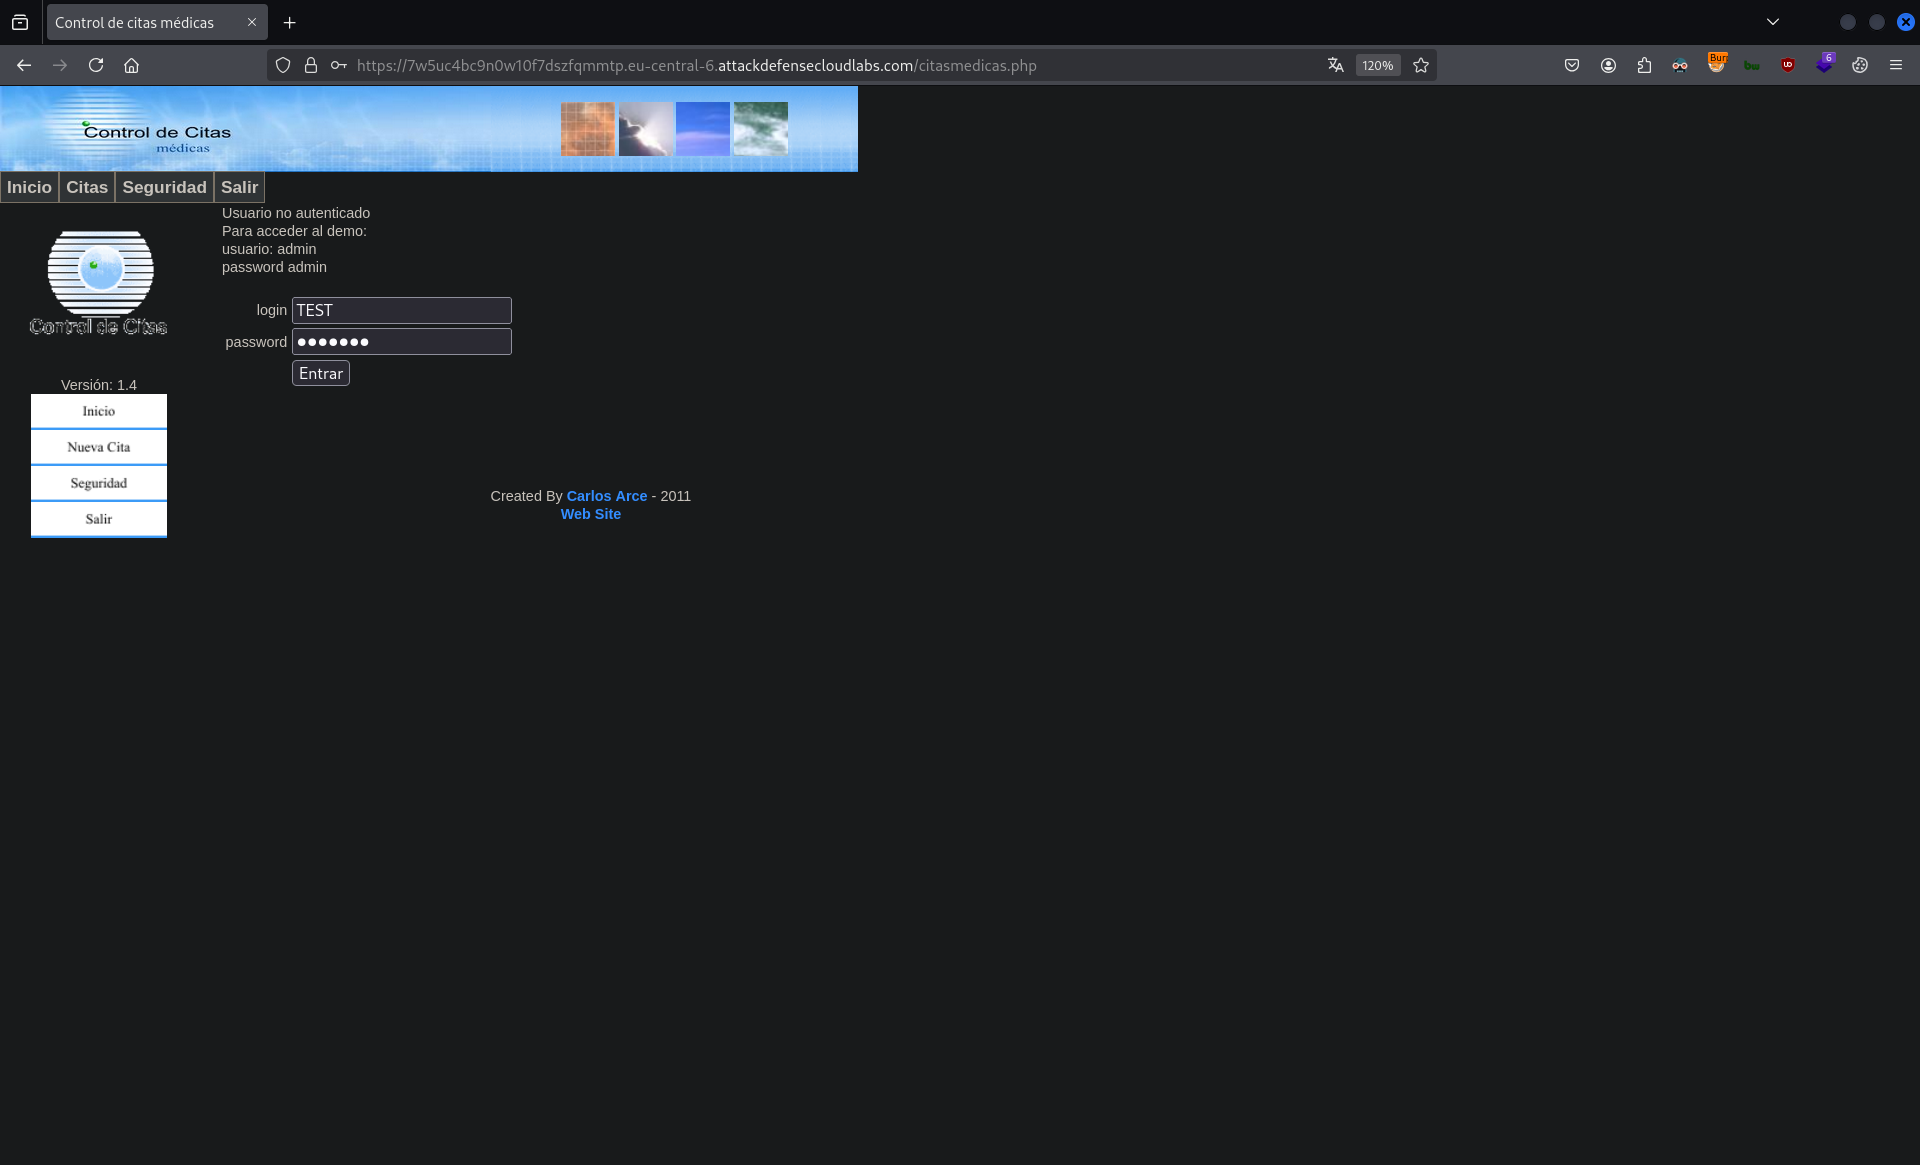 Control de citas médicas
https://7w5uc4bc9n0w10f7dszfqmmtp.eu-central-6.attackdefensecloudlabs.com/citasmedicas.php
120%
Burp
6
Control de Citas
médicas
Inicio Citas Seguridad Salir
Usuario no autenticado
Para acceder al demo:
usuario: admin
password admin
login TEST
password
Entrar
Control de Citas
Versión: 1.4
Inicio
Nueva Cita
Seguridad
Salir
Created By Carlos Arce - 2011
Web Site